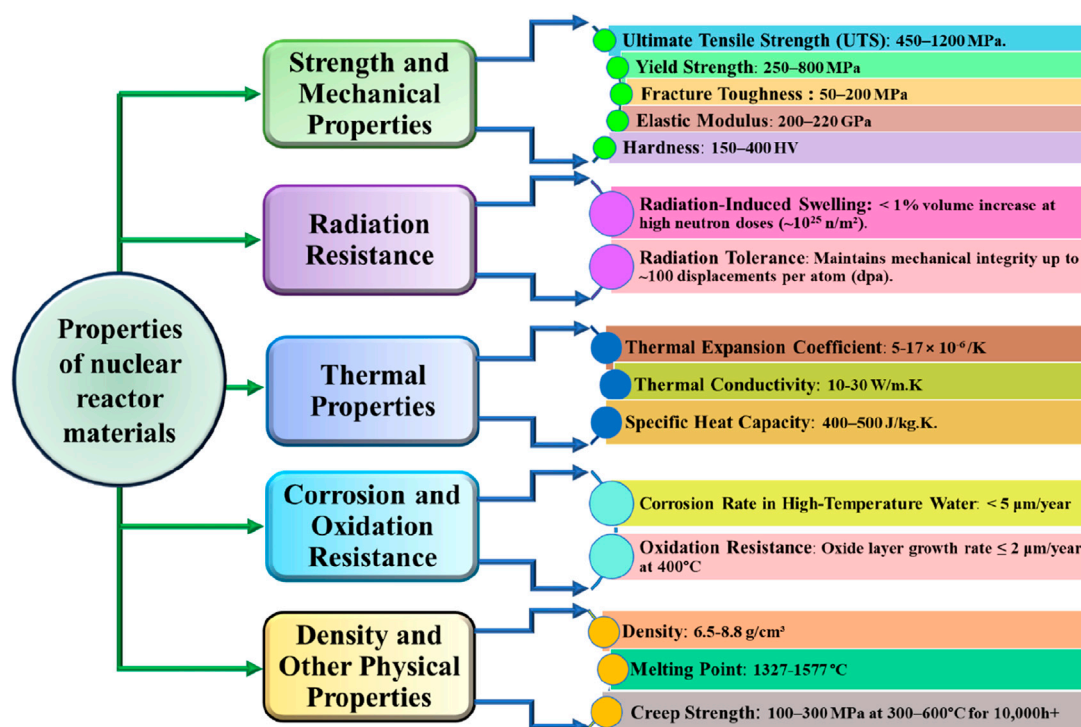 Properties
of nuclear
reactor
materials
Strength and
Mechanical
Properties
Ultimate Tensile Strength (UTS): 450–1200 MPa.
Yield Strength: 250–800 MPa
Fracture Toughness : 50–200 MPa
Elastic Modulus: 200–220 GPa
Hardness: 150–400 HV
Radiation
Resistance
Radiation-Induced Swelling: < 1% volume increase at
high neutron doses (~10²⁵ n/m²).
Radiation Tolerance: Maintains mechanical integrity up to
~100 displacements per atom (dpa).
Thermal
Properties
Thermal Expansion Coefficient: 5-17 × 10⁻⁶/K
Thermal Conductivity: 10-30 W/m.K
Specific Heat Capacity: 400–500 J/kg.K.
Corrosion and
Oxidation
Resistance
Corrosion Rate in High-Temperature Water: < 5 µm/year
Oxidation Resistance: Oxide layer growth rate ≤ 2 µm/year
at 400°C
Density and
Other Physical
Properties
Density: 6.5-8.8 g/cm³
Melting Point: 1327-1577 °C
Creep Strength: 100–300 MPa at 300–600°C for 10,000h+